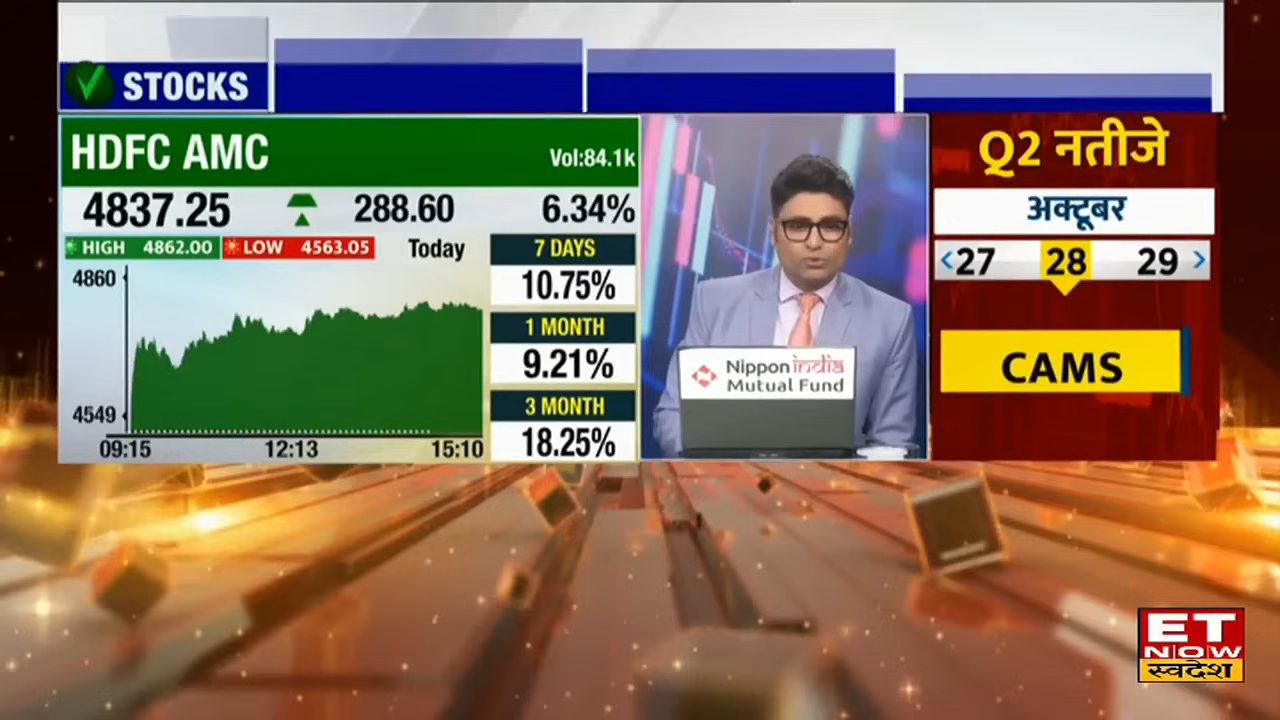 STOCKS
HDFC AMC
Vol:84.1k
4837.25 288.60 6.34%
HIGH 4862.00 LOW 4563.05 Today
4860
4549
09:15 12:13 15:10
7 DAYS
10.75%
1 MONTH
9.21%
3 MONTH
18.25%
Nippon india
Mutual Fund
Q2 नतीजे
अक्टूबर
27 28 29
CAMS
ET
NOW
स्वदेश